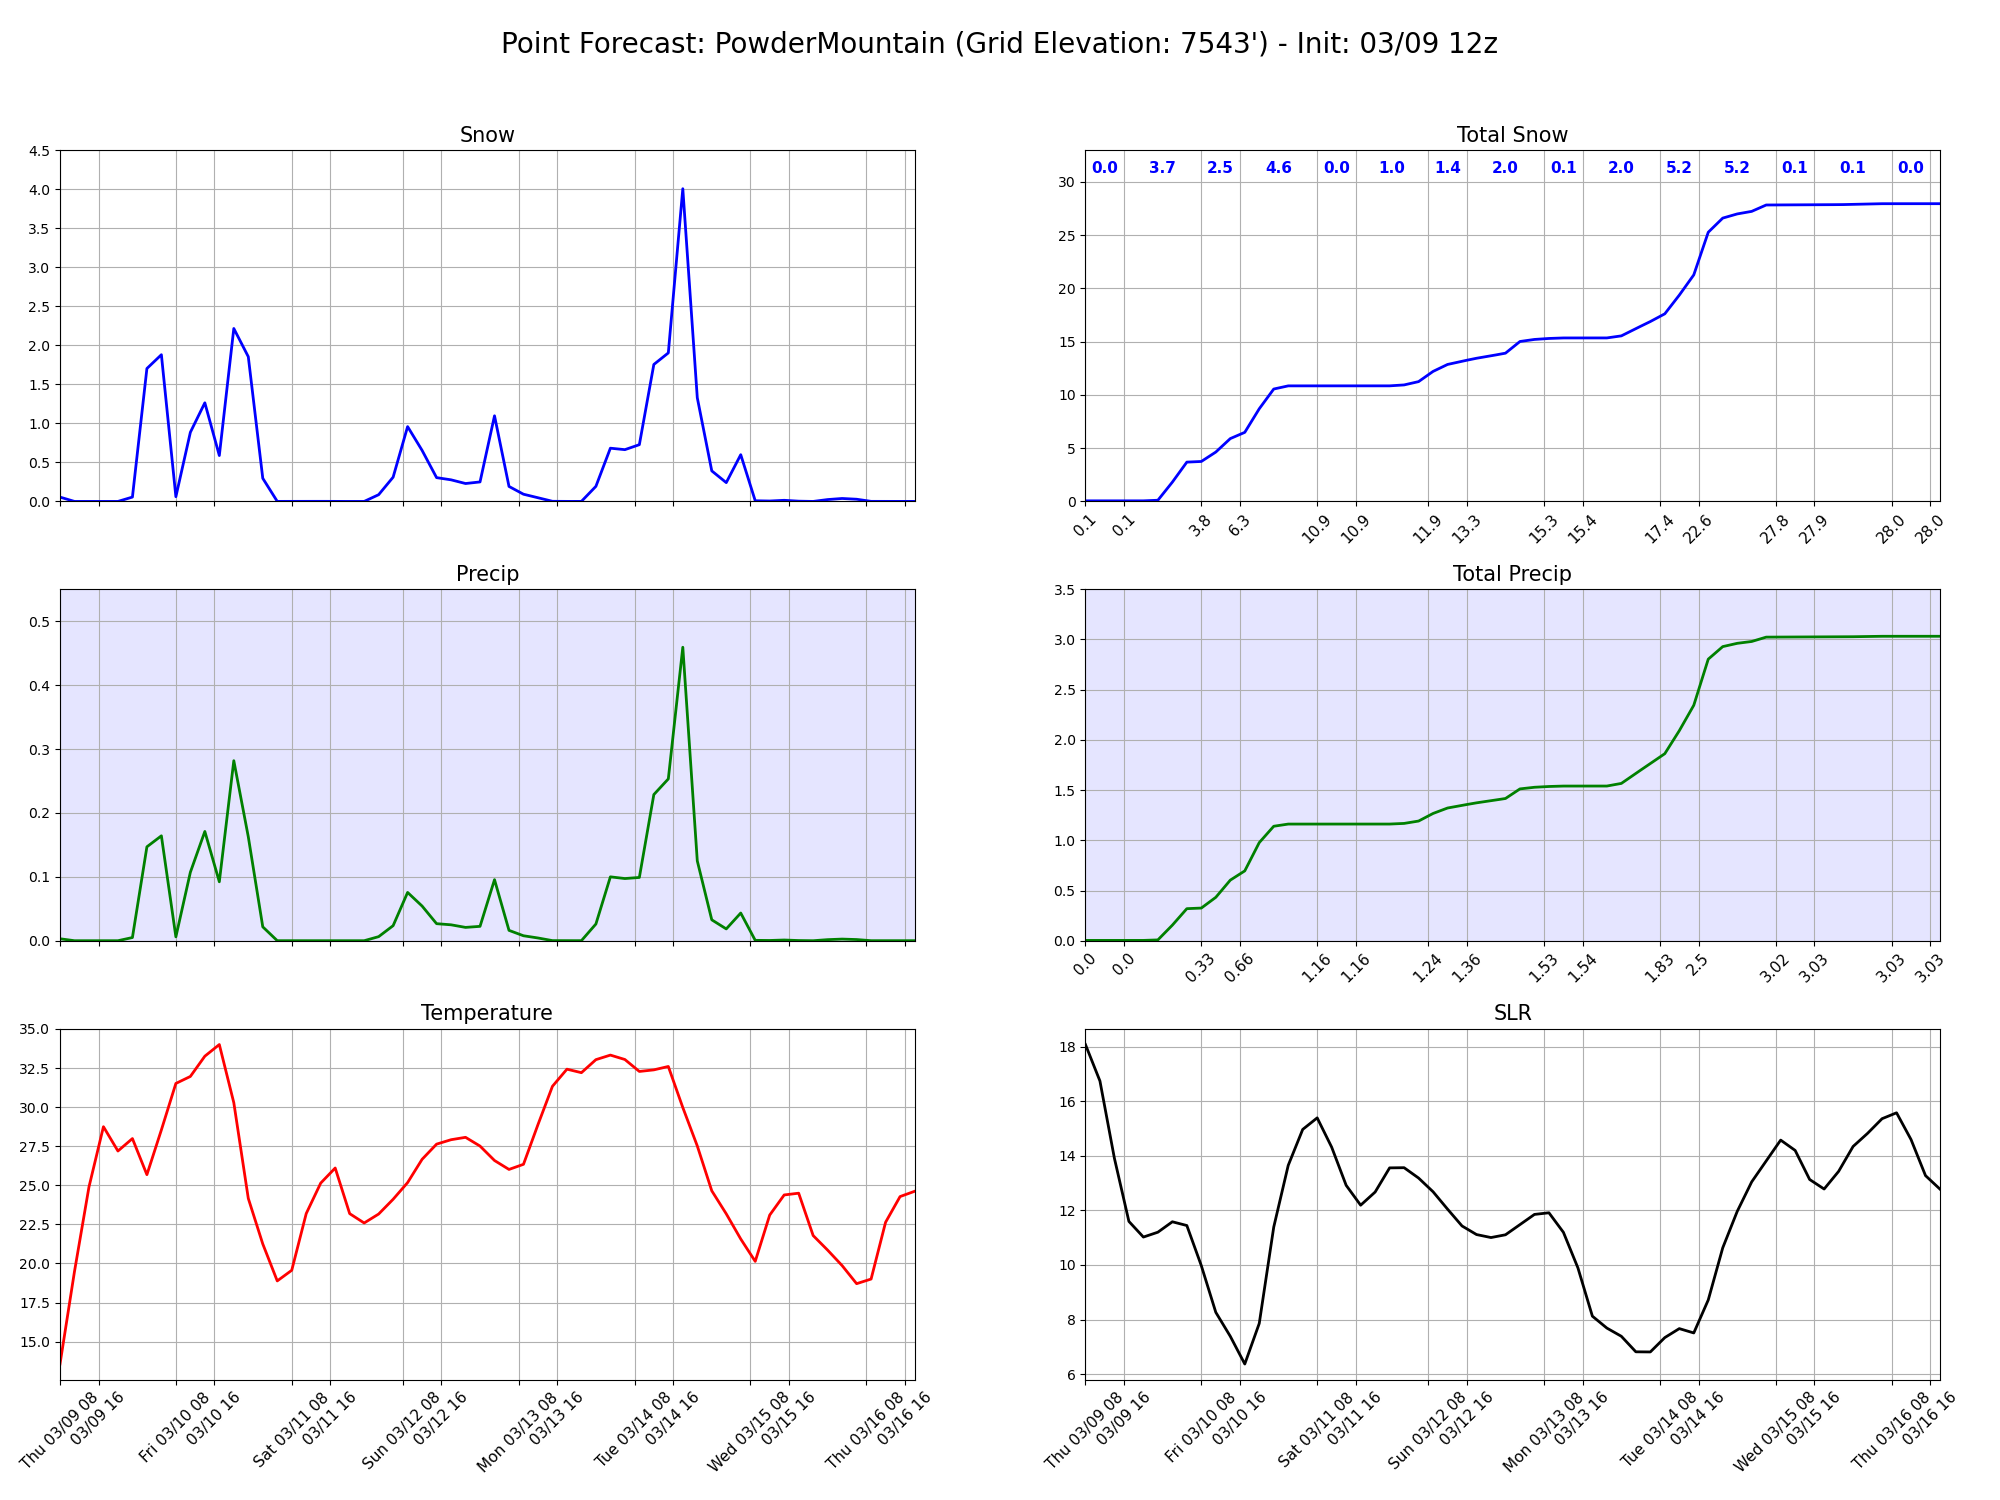 Point Forecast: PowderMountain (Grid Elevation: 7543') - Init: 03/09 12z
Snow
4.5
4.0
3.5
3.0
2.5
2.0
1.5
1.0
0.5
0.0
Total Snow
0.0 3.7 2.5 4.6 0.0 1.0 1.4 2.0 0.1 2.0 5.2 5.2 0.1 0.1 0.0
30
25
20
15
10
5
0
0.1 0.1 3.8 6.3 10.9 10.9 11.9 13.3 15.3 15.4 17.4 22.6 27.8 27.9 28.0 28.0
Precip
0.5
0.4
0.3
0.2
0.1
0.0
Total Precip
3.5
3.0
2.5
2.0
1.5
1.0
0.5
0.0
0.0 0.0 0.33 0.66 1.16 1.16 1.24 1.36 1.53 1.54 1.83 2.5 3.02 3.03 3.03 3.03
Temperature
35.0
32.5
30.0
27.5
25.0
22.5
20.0
17.5
15.0
Thu 03/09 08
03/09 16
Fri 03/10 08
03/10 16
Sat 03/11 08
03/11 16
Sun 03/12 08
03/12 16
Mon 03/13 08
03/13 16
Tue 03/14 08
03/14 16
Wed 03/15 08
03/15 16
Thu 03/16 08
03/16 16
SLR
18
16
14
12
10
8
6
Thu 03/09 08
03/09 16
Fri 03/10 08
03/10 16
Sat 03/11 08
03/11 16
Sun 03/12 08
03/12 16
Mon 03/13 08
03/13 16
Tue 03/14 08
03/14 16
Wed 03/15 08
03/15 16
Thu 03/16 08
03/16 16